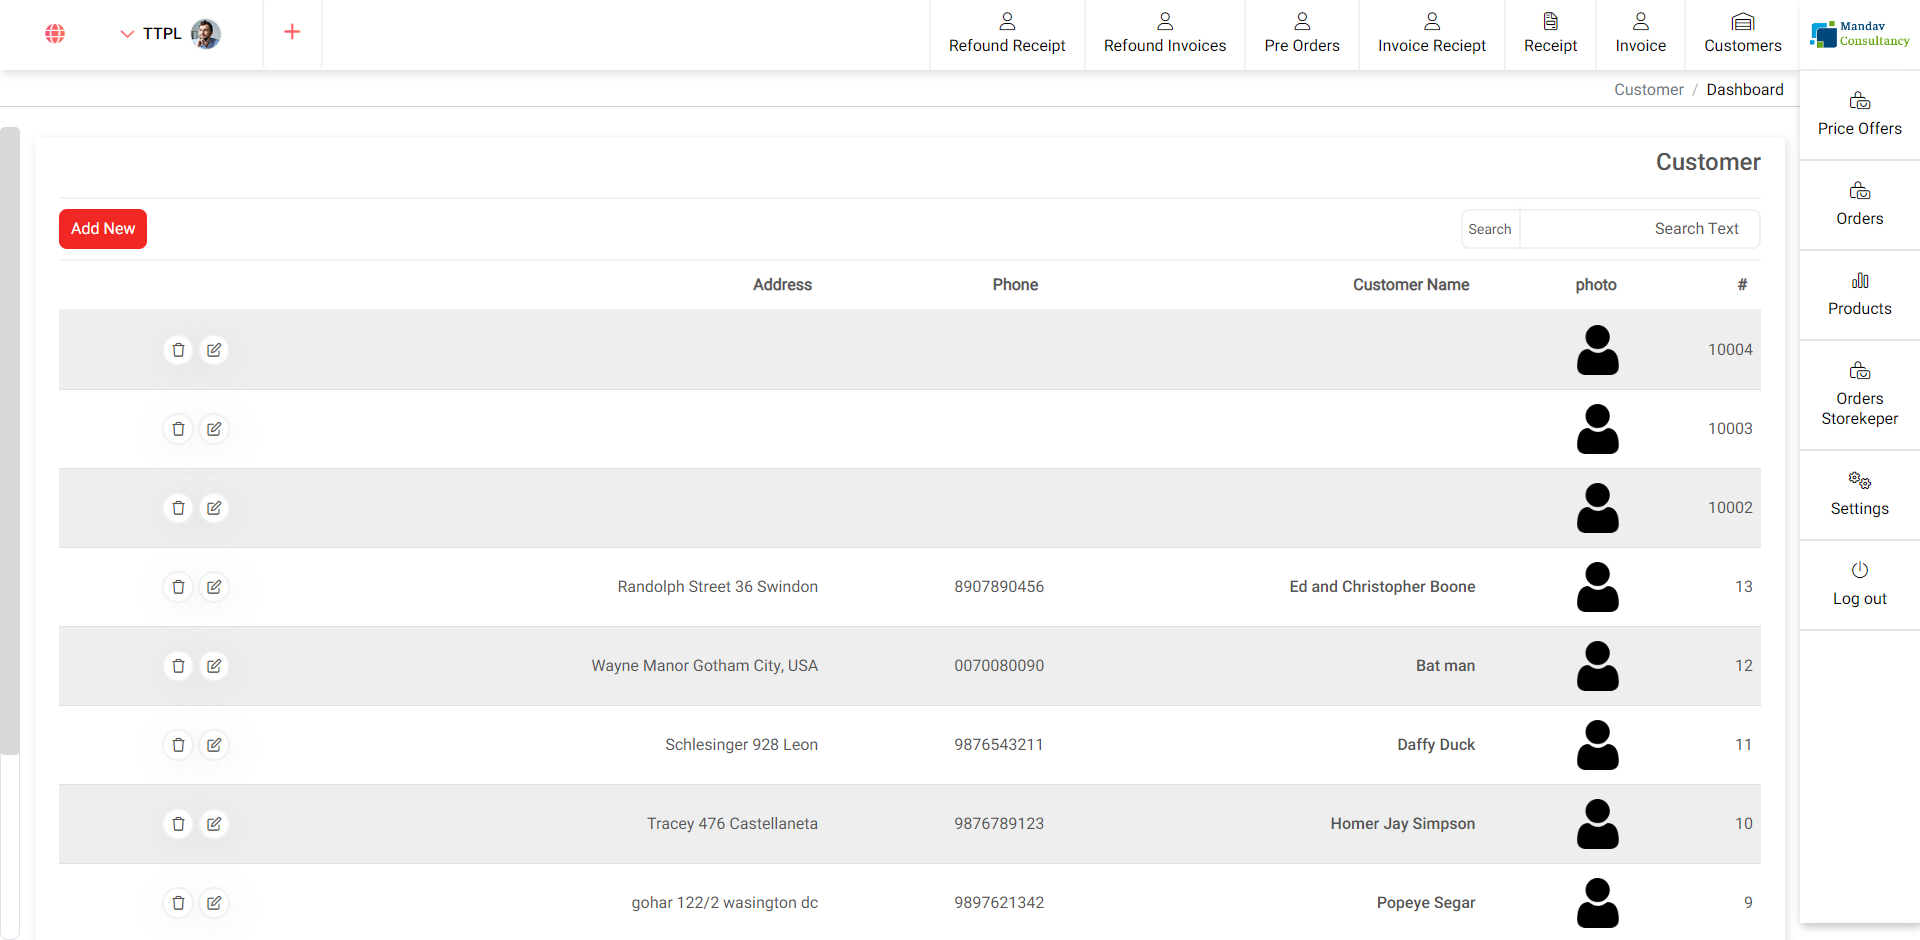 TTPL
+
Refound Receipt
Refound Invoices
Pre Orders
Invoice Reciept
Receipt
Invoice
Customers
Mandav
Consultancy
Customer / Dashboard
Price Offers
Orders
Products
Orders
Storekeper
Settings
Log out
Customer
Add New
Search
Search Text
Address Phone Customer Name photo #
10004
10003
10002
Randolph Street 36 Swindon 8907890456 Ed and Christopher Boone 13
Wayne Manor Gotham City, USA 0070080090 Bat man 12
Schlesinger 928 Leon 9876543211 Daffy Duck 11
Tracey 476 Castellaneta 9876789123 Homer Jay Simpson 10
gohar 122/2 wasington dc 9897621342 Popeye Segar 9